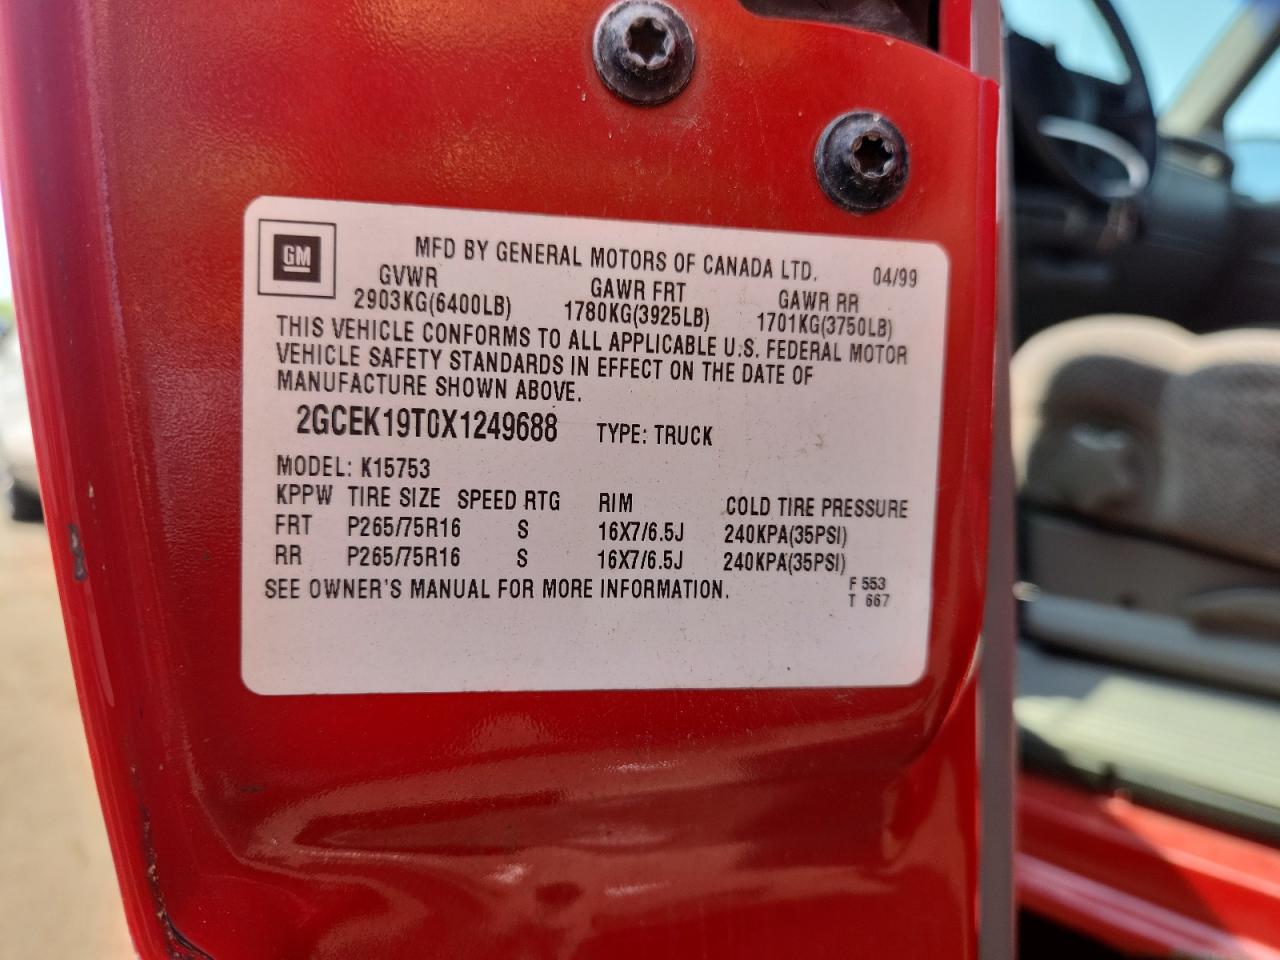 GM
MFD BY GENERAL MOTORS OF CANADA LTD. 04/99
GVWR GAWR FRT GAWR RR
2903KG(6400LB) 1780KG(3925LB) 1701KG(3750LB)
THIS VEHICLE CONFORMS TO ALL APPLICABLE U.S. FEDERAL MOTOR
VEHICLE SAFETY STANDARDS IN EFFECT ON THE DATE OF
MANUFACTURE SHOWN ABOVE.
2GCEK19T0X1249688 TYPE: TRUCK
MODEL: K15753
KPPW TIRE SIZE SPEED RTG RIM COLD TIRE PRESSURE
FRT P265/75R16 S 16X7/6.5J 240KPA(35PSI)
RR P265/75R16 S 16X7/6.5J 240KPA(35PSI)
SEE OWNER'S MANUAL FOR MORE INFORMATION. F 553
T 667